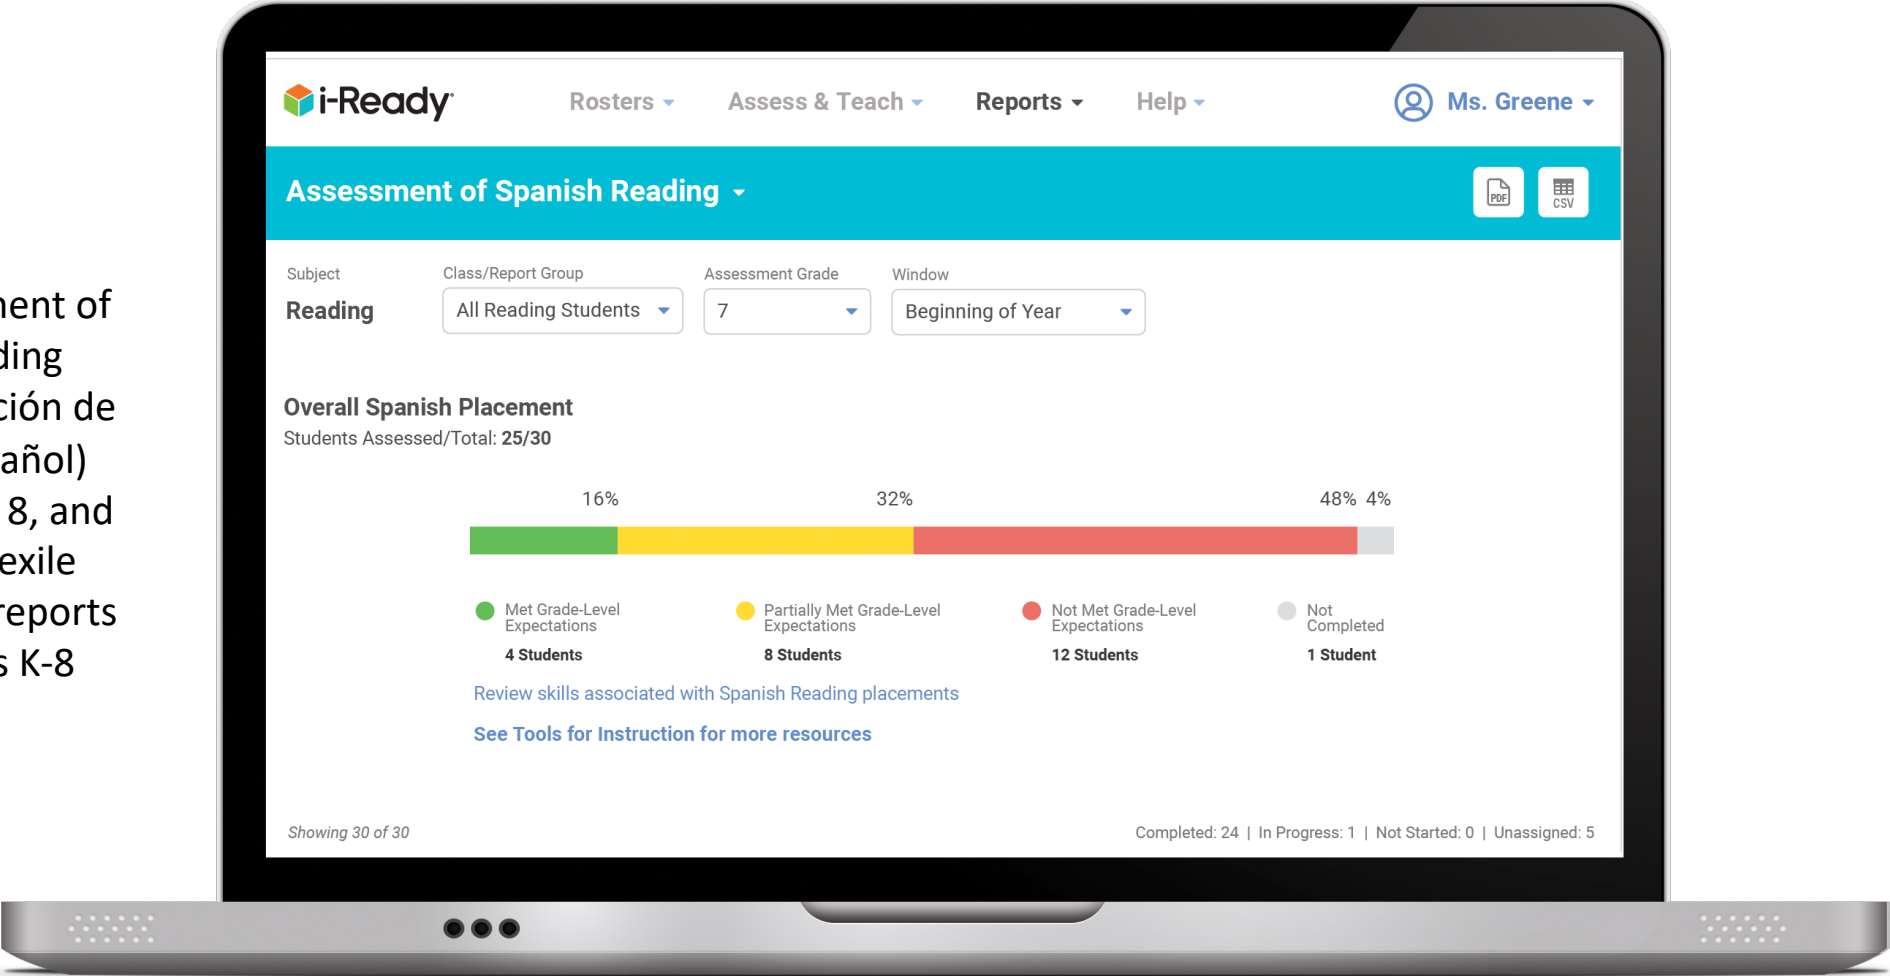 i-Ready
Rosters
Assess & Teach
Reports
Help
Ms. Greene
Assessment of Spanish Reading
PDF
CSV
Subject
Class/Report Group
Assessment Grade
Window
Reading
All Reading Students
7
Beginning of Year
ment of
ding
ción de
añol)
8, and
exile
reports
s K-8
Overall Spanish Placement
Students Assessed/Total: 25/30
16%
32%
48%
4%
Met Grade-Level
Expectations
4 Students
Partially Met Grade-Level
Expectations
8 Students
Not Met Grade-Level
Expectations
12 Students
Not
Completed
1 Student
Review skills associated with Spanish Reading placements
See Tools for Instruction for more resources
Showing 30 of 30
Completed: 24 | In Progress: 1 | Not Started: 0 | Unassigned: 5